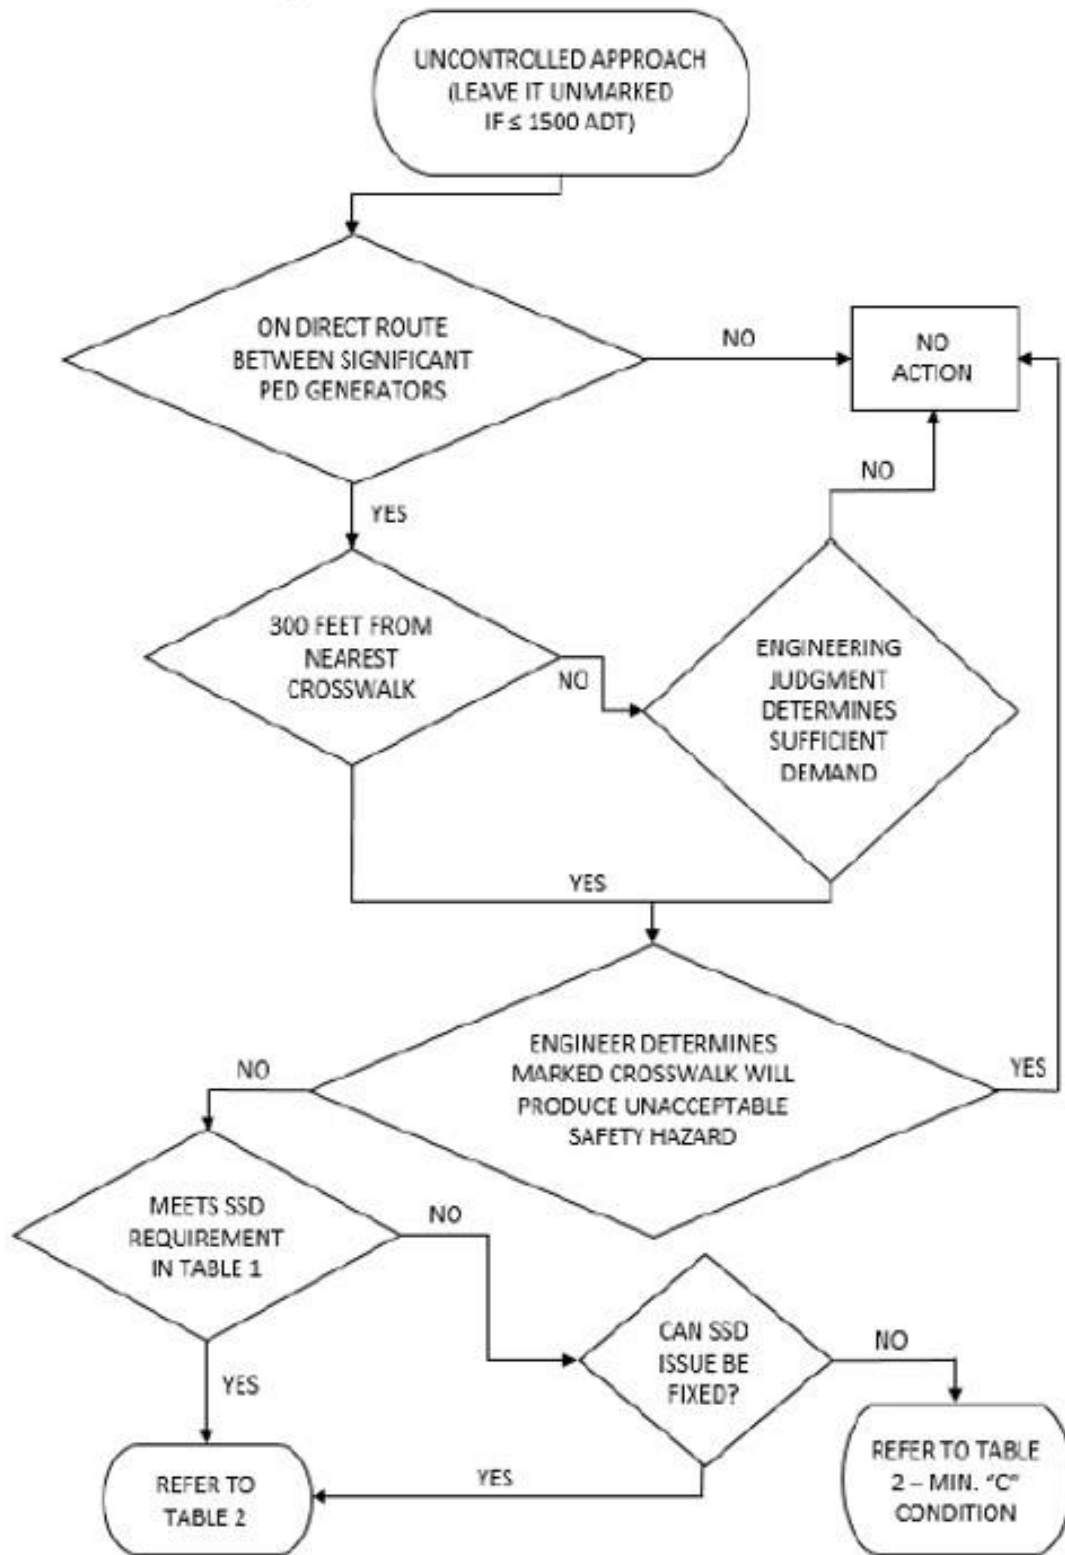 UNCONTROLLED APPROACH
(LEAVE IT UNMARKED
IF ≤ 1500 ADT)
ON DIRECT ROUTE
BETWEEN SIGNIFICANT
PED GENERATORS
NO
NO
ACTION
YES
NO
300 FEET FROM
NEAREST
CROSSWALK
NO
ENGINEERING
JUDGMENT
DETERMINES
SUFFICIENT
DEMAND
YES
ENGINEER DETERMINES
MARKED CROSSWALK WILL
PRODUCE UNACCEPTABLE
SAFETY HAZARD
NO
YES
MEETS SSD
REQUIREMENT
IN TABLE 1
NO
CAN SSD
ISSUE BE
FIXED?
NO
YES
REFER TO
TABLE 2
YES
REFER TO TABLE
2 – MIN. "C"
CONDITION